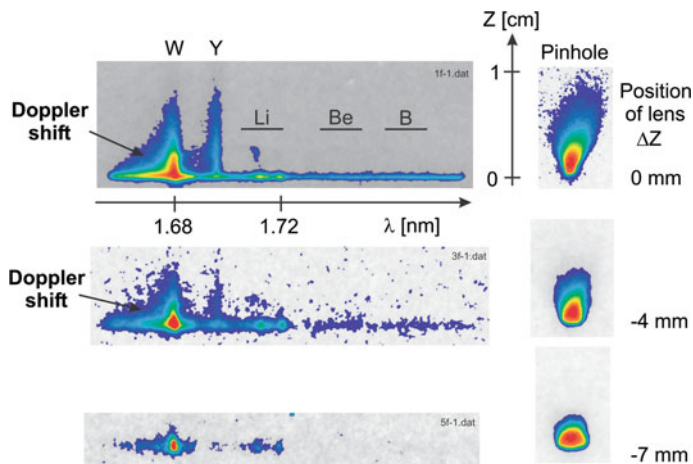 W Y Z [cm]
1f-1.dat
1
Pinhole
Doppler
shift
Li Be B
Position
of lens
ΔZ
0
0 mm
1.68 1.72 λ [nm]
3f-1.dat
Doppler
shift
-4 mm
5f-1.dat
-7 mm